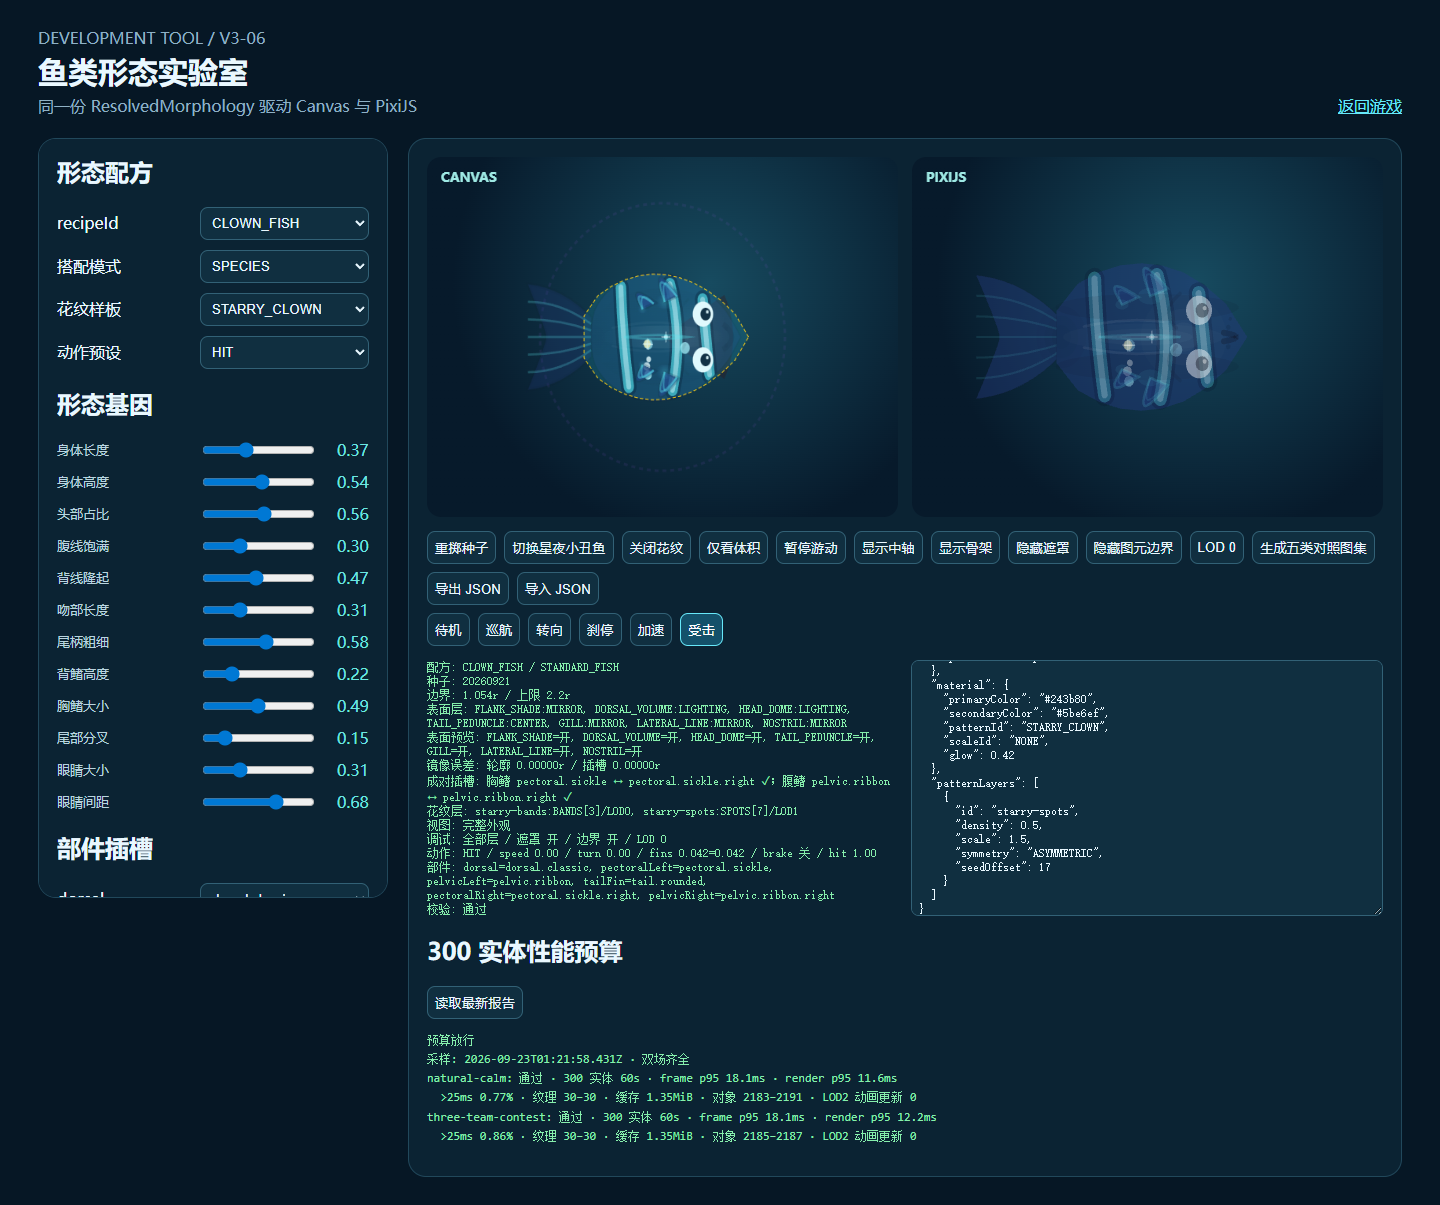 DEVELOPMENT TOOL / V3-06
鱼类形态实验室
同一份 ResolvedMorphology 驱动 Canvas 与 PixiJS
返回游戏
形态配方
recipeId
CLOWN_FISH
搭配模式
SPECIES
花纹样板
STARRY_CLOWN
动作预设
HIT
形态基因
身体长度 0.37
身体高度 0.54
头部占比 0.56
腹线饱满 0.30
背线隆起 0.47
吻部长度 0.31
尾柄粗细 0.58
背鳍高度 0.22
胸鳍大小 0.49
尾部分叉 0.15
眼睛大小 0.31
眼睛间距 0.68
部件插槽
CANVAS
PIXIJS
重掷种子 切换星夜小丑鱼 关闭花纹 仅看体积 暂停游动 显示中轴 显示骨架 隐藏遮罩 隐藏图元边界 LOD 0 生成五类对照图集
导出 JSON 导入 JSON
待机 巡航 转向 刹停 加速 受击
配方: CLOWN_FISH / STANDARD_FISH
种子: 20260921
边界: 1.054r / 上限 2.2r
表面层: FLANK_SHADE:MIRROR, DORSAL_VOLUME:LIGHTING, HEAD_DOME:LIGHTING,
TAIL_PEDUNCLE:CENTER, GILL:MIRROR, LATERAL_LINE:MIRROR, NOSTRIL:MIRROR
表面预览: FLANK_SHADE=开, DORSAL_VOLUME=开, HEAD_DOME=开, TAIL_PEDUNCLE=开,
GILL=开, LATERAL_LINE=开, NOSTRIL=开
镜像误差: 轮廓 0.00000r / 插槽 0.00000r
成对插槽: 胸鳍 pectoral.sickle ↔ pectoral.sickle.right ✓; 腹鳍 pelvic.ribbon
↔ pelvic.ribbon.right ✓
花纹层: starry-bands:BANDS[3]/LOD0, starry-spots:SPOTS[7]/LOD1
视图: 完整外观
调试: 全部层 / 遮罩 开 / 边界 开 / LOD 0
动作: HIT / speed 0.00 / turn 0.00 / fins 0.042=0.042 / brake 关 / hit 1.00
部件: dorsal=dorsal.classic, pectoralLeft=pectoral.sickle,
pelvicLeft=pelvic.ribbon, tailFin=tail.rounded,
pectoralRight=pectoral.sickle.right, pelvicRight=pelvic.ribbon.right
校验: 通过
},
"material": {
"primaryColor": "#243b80",
"secondaryColor": "#5be6ef",
"patternId": "STARRY_CLOWN",
"scaleId": "NONE",
"glow": 0.42
},
"patternLayers": [
{
"id": "starry-spots",
"density": 0.5,
"scale": 1.5,
"symmetry": "ASYMMETRIC",
"seedOffset": 17
}
]
}
300 实体性能预算
读取最新报告
预算放行
采样: 2026-09-23T01:21:58.431Z · 双场齐全
natural-calm: 通过 · 300 实体 60s · frame p95 18.1ms · render p95 11.6ms
>25ms 0.77% · 纹理 30-30 · 缓存 1.35MiB · 对象 2183-2191 · LOD2 动画更新 0
three-team-contest: 通过 · 300 实体 60s · frame p95 18.1ms · render p95 12.2ms
>25ms 0.86% · 纹理 30-30 · 缓存 1.35MiB · 对象 2185-2187 · LOD2 动画更新 0